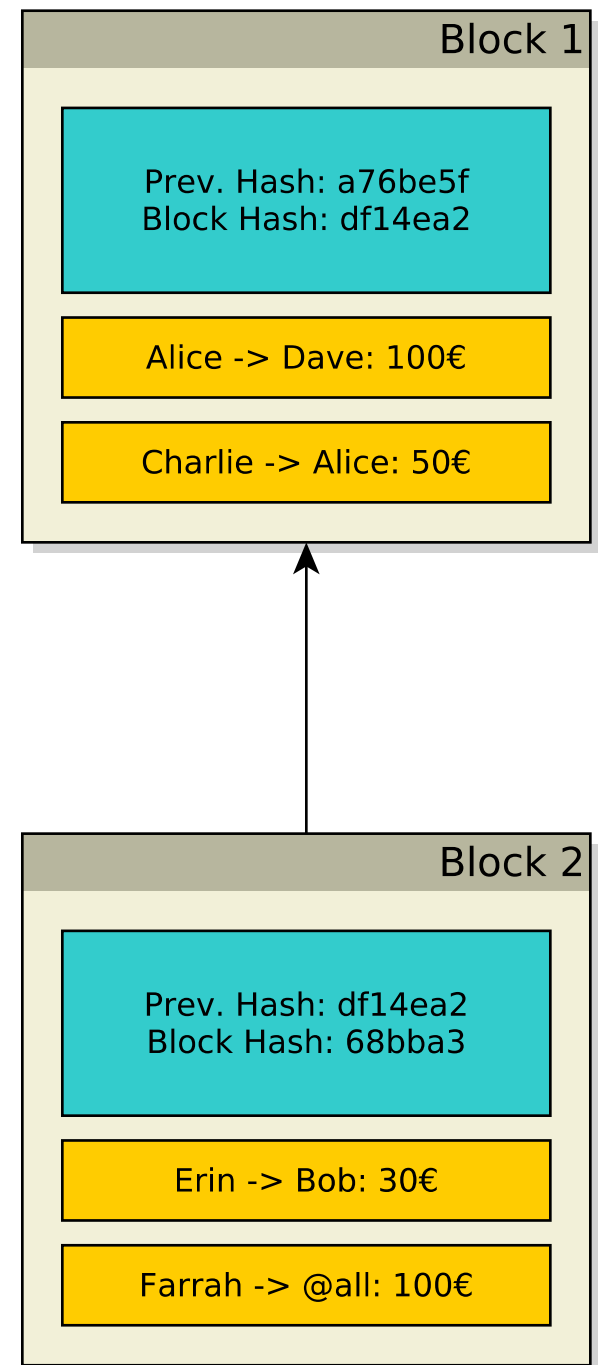 Block 1
Prev. Hash: a76be5f
Block Hash: df14ea2
Alice -> Dave: 100€
Charlie -> Alice: 50€
Block 2
Prev. Hash: df14ea2
Block Hash: 68bba3
Erin -> Bob: 30€
Farrah -> @all: 100€